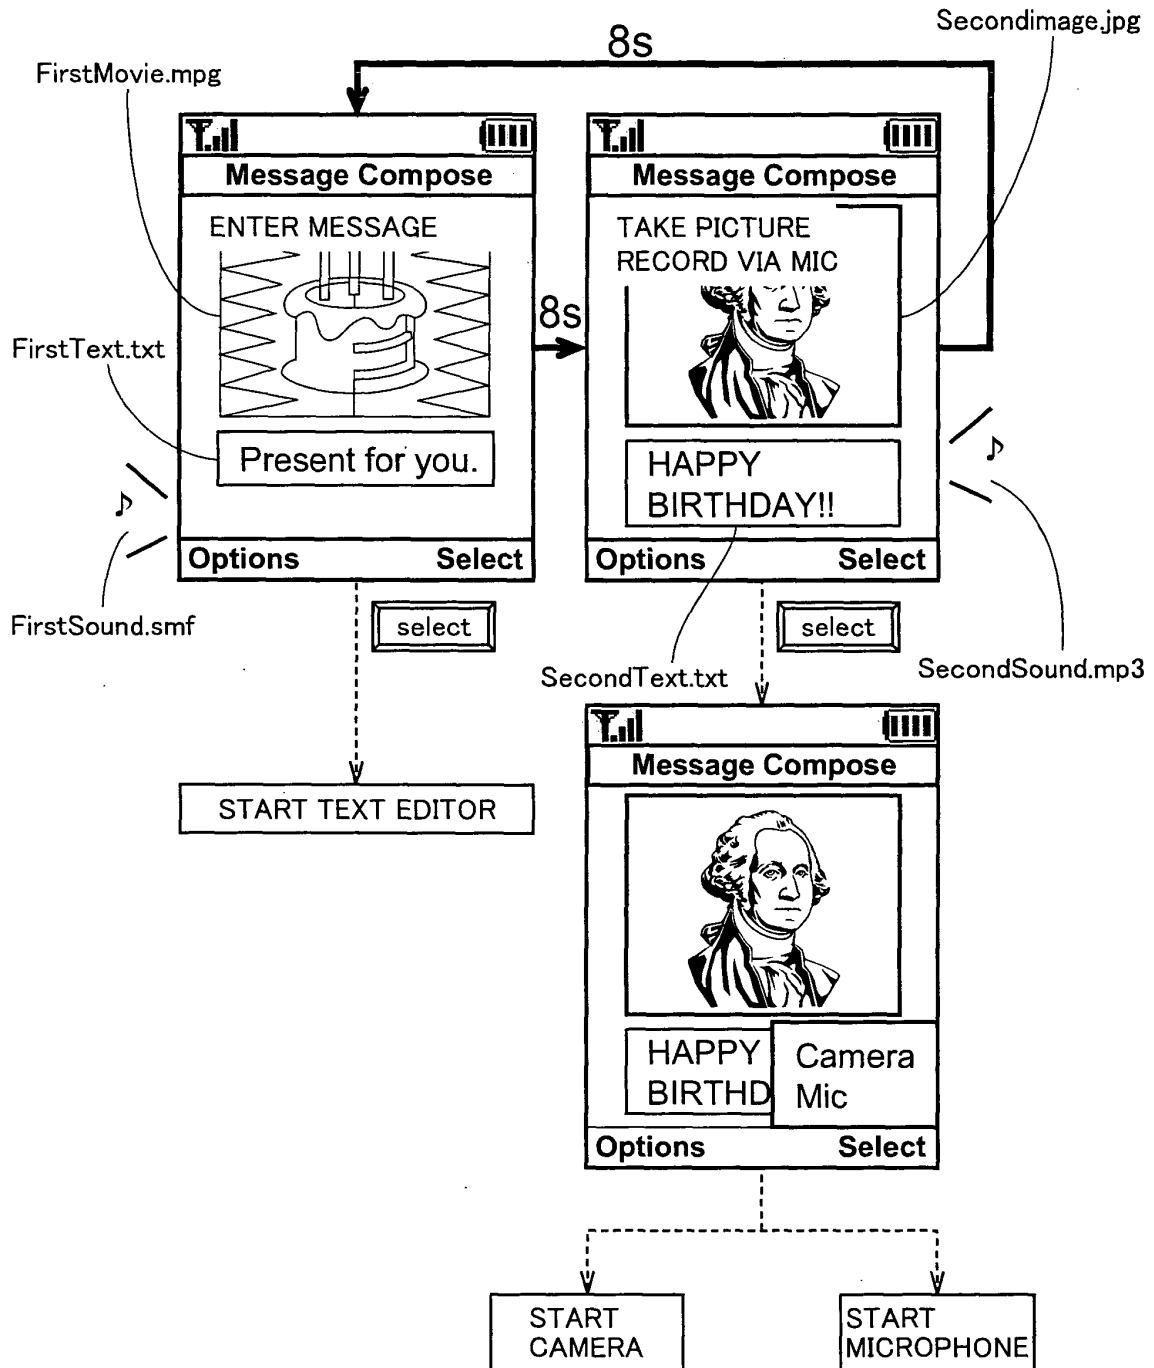 8s
Secondimage.jpg
FirstMovie.mpg
Message Compose
Message Compose
ENTER MESSAGE
TAKE PICTURE
RECORD VIA MIC
8s
FirstText.txt
Present for you.
HAPPY
BIRTHDAY!!
Options Select
Options Select
FirstSound.smf
select
select
SecondText.txt
SecondSound.mp3
Message Compose
START TEXT EDITOR
HAPPY
BIRTHD
Camera
Mic
Options Select
START
CAMERA
START
MICROPHONE